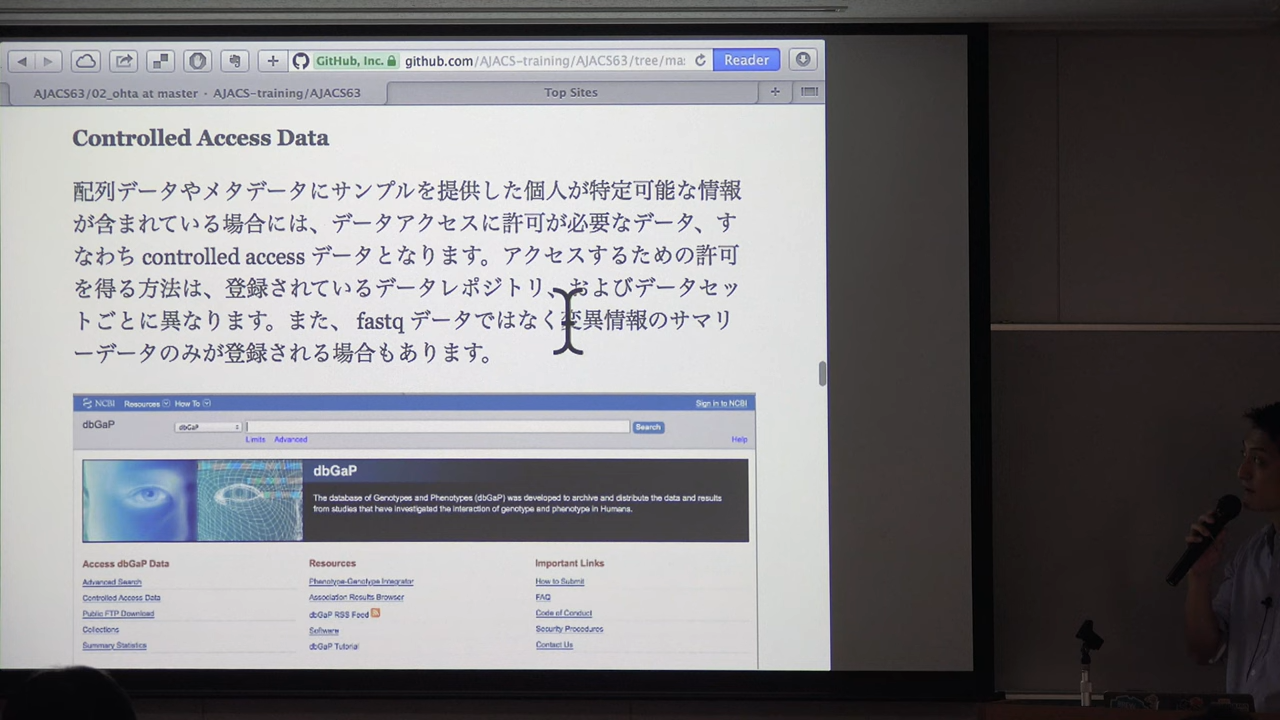 GitHub, Inc. github.com/AJACS-training/AJACS63/tree/ma Reader
AJACS63/02_ohta at master · AJACS-training/AJACS63
Top Sites
Controlled Access Data
配列データやメタデータにサンプルを提供した個人が特定可能な情報
が含まれている場合には、データアクセスに許可が必要なデータ、す
なわち controlled access データとなります。アクセスするための許可
を得る方法は、登録されているデータレポジトリ、およびデータセッ
トごとに異なります。また、 fastq データではなく変異情報のサマリ
ーデータのみが登録される場合もあります。
NCBI Resources How To Sign in to NCBI
dbGaP dbGaP Search
Limits Advanced Help
dbGaP
The database of Genotypes and Phenotypes (dbGaP) was developed to archive and distribute the data and results
from studies that have investigated the interaction of genotype and phenotype in Humans.
Access dbGaP Data
Advanced Search
Controlled Access Data
Public FTP Download
Collections
Summary Statistics
Resources
Phenotype-Genotype Integrator
Association Results Browser
dbGaP RSS Feed
Software
dbGaP Tutorial
Important Links
How to Submit
FAQ
Code of Conduct
Security Procedures
Contact Us